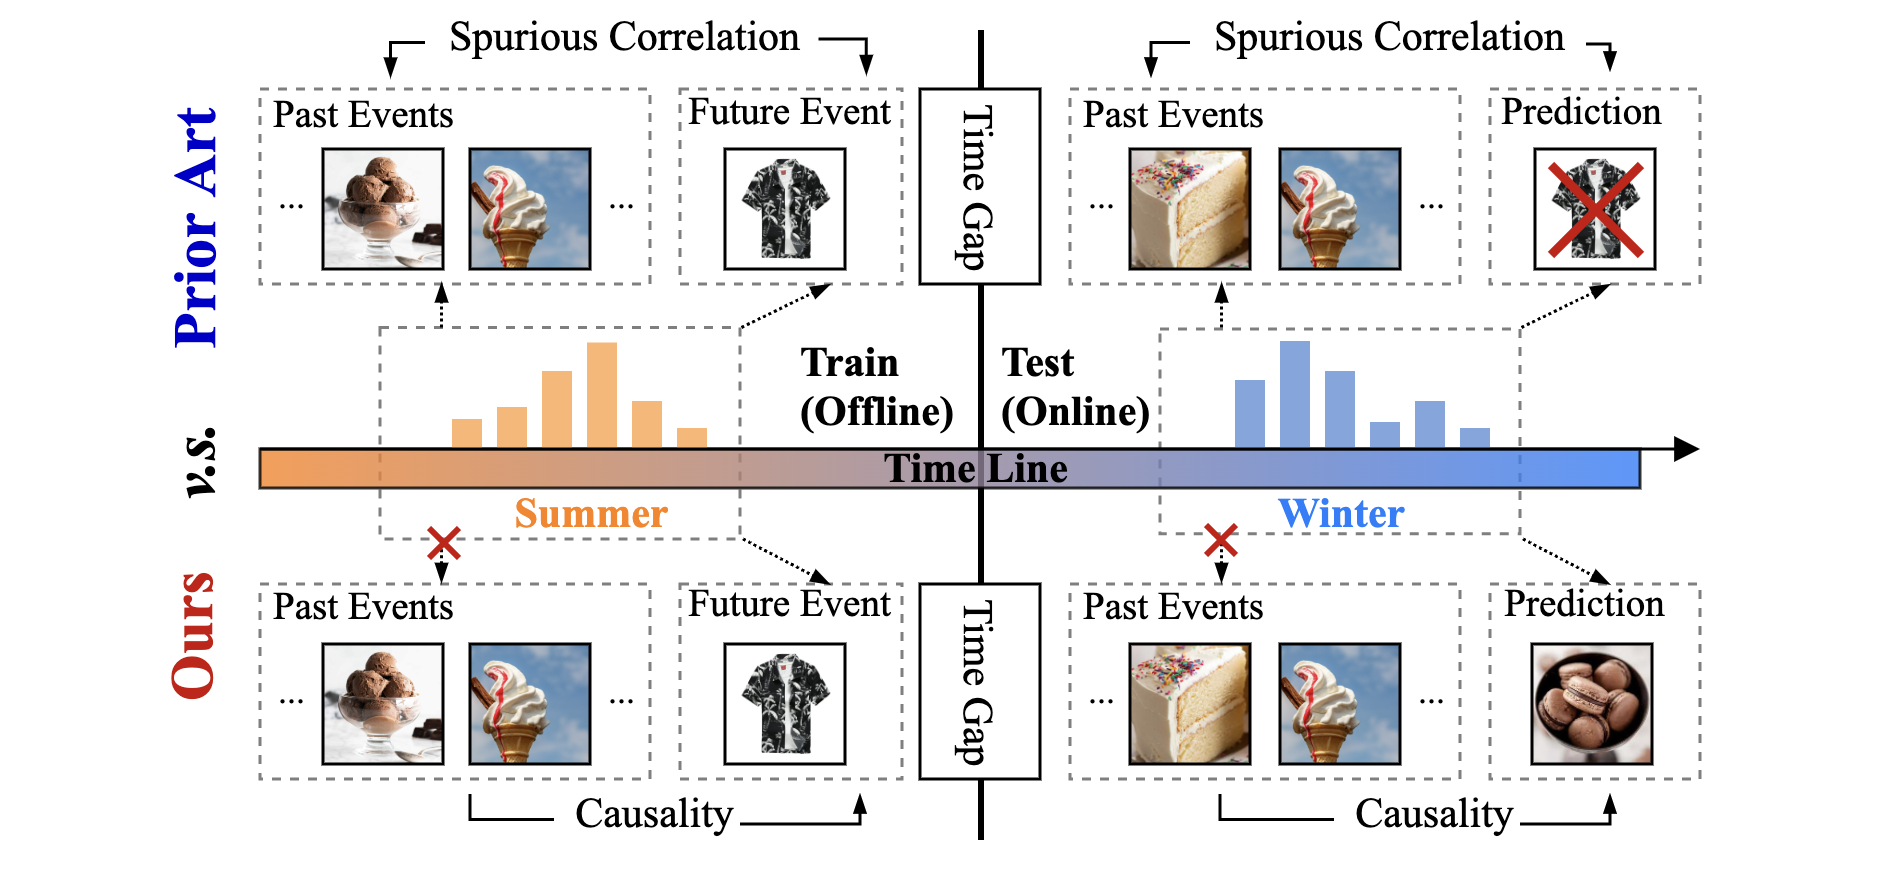 Spurious Correlation
Spurious Correlation
Prior Art
Past Events
Future Event
Time Gap
Past Events
Prediction
...
...
...
...
Train
(Offline)
Test
(Online)
v.s.
Time Line
Summer
Winter
Ours
Past Events
Future Event
Time Gap
Past Events
Prediction
...
...
...
...
Causality
Causality